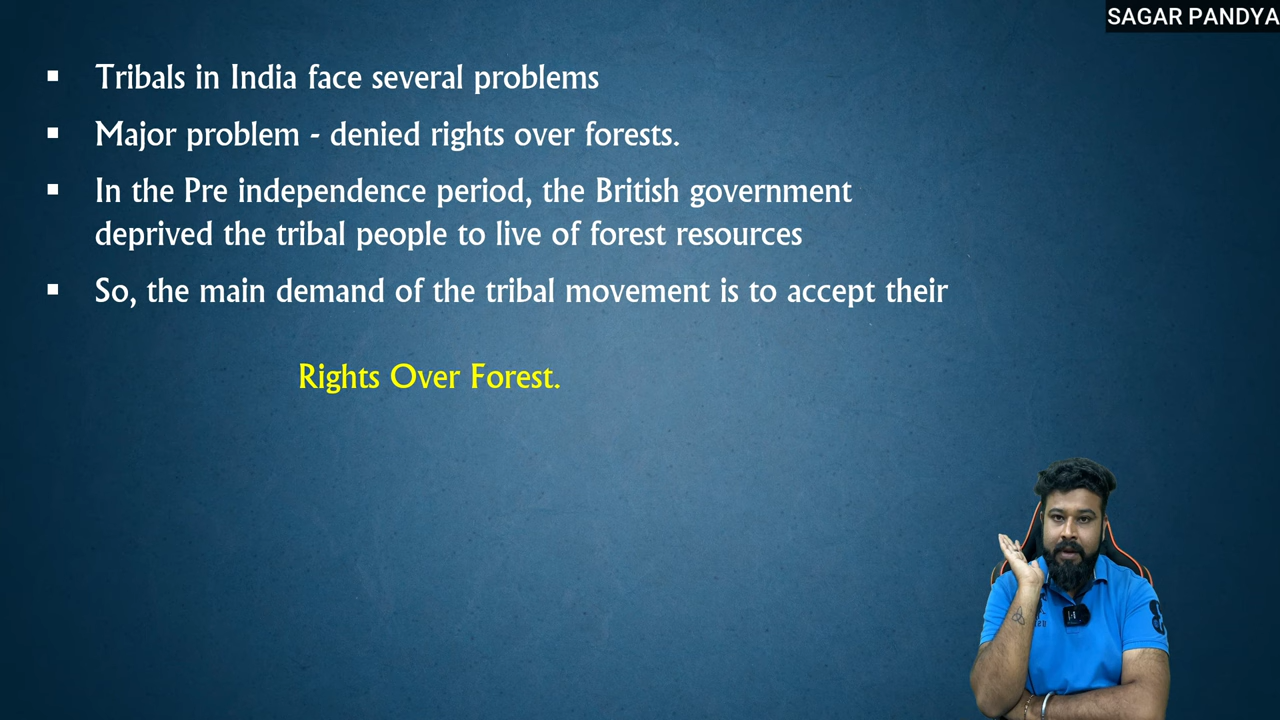 SAGAR PANDYA
▪ Tribals in India face several problems
▪ Major problem - denied rights over forests.
▪ In the Pre independence period, the British government
deprived the tribal people to live of forest resources
▪ So, the main demand of the tribal movement is to accept their
Rights Over Forest.